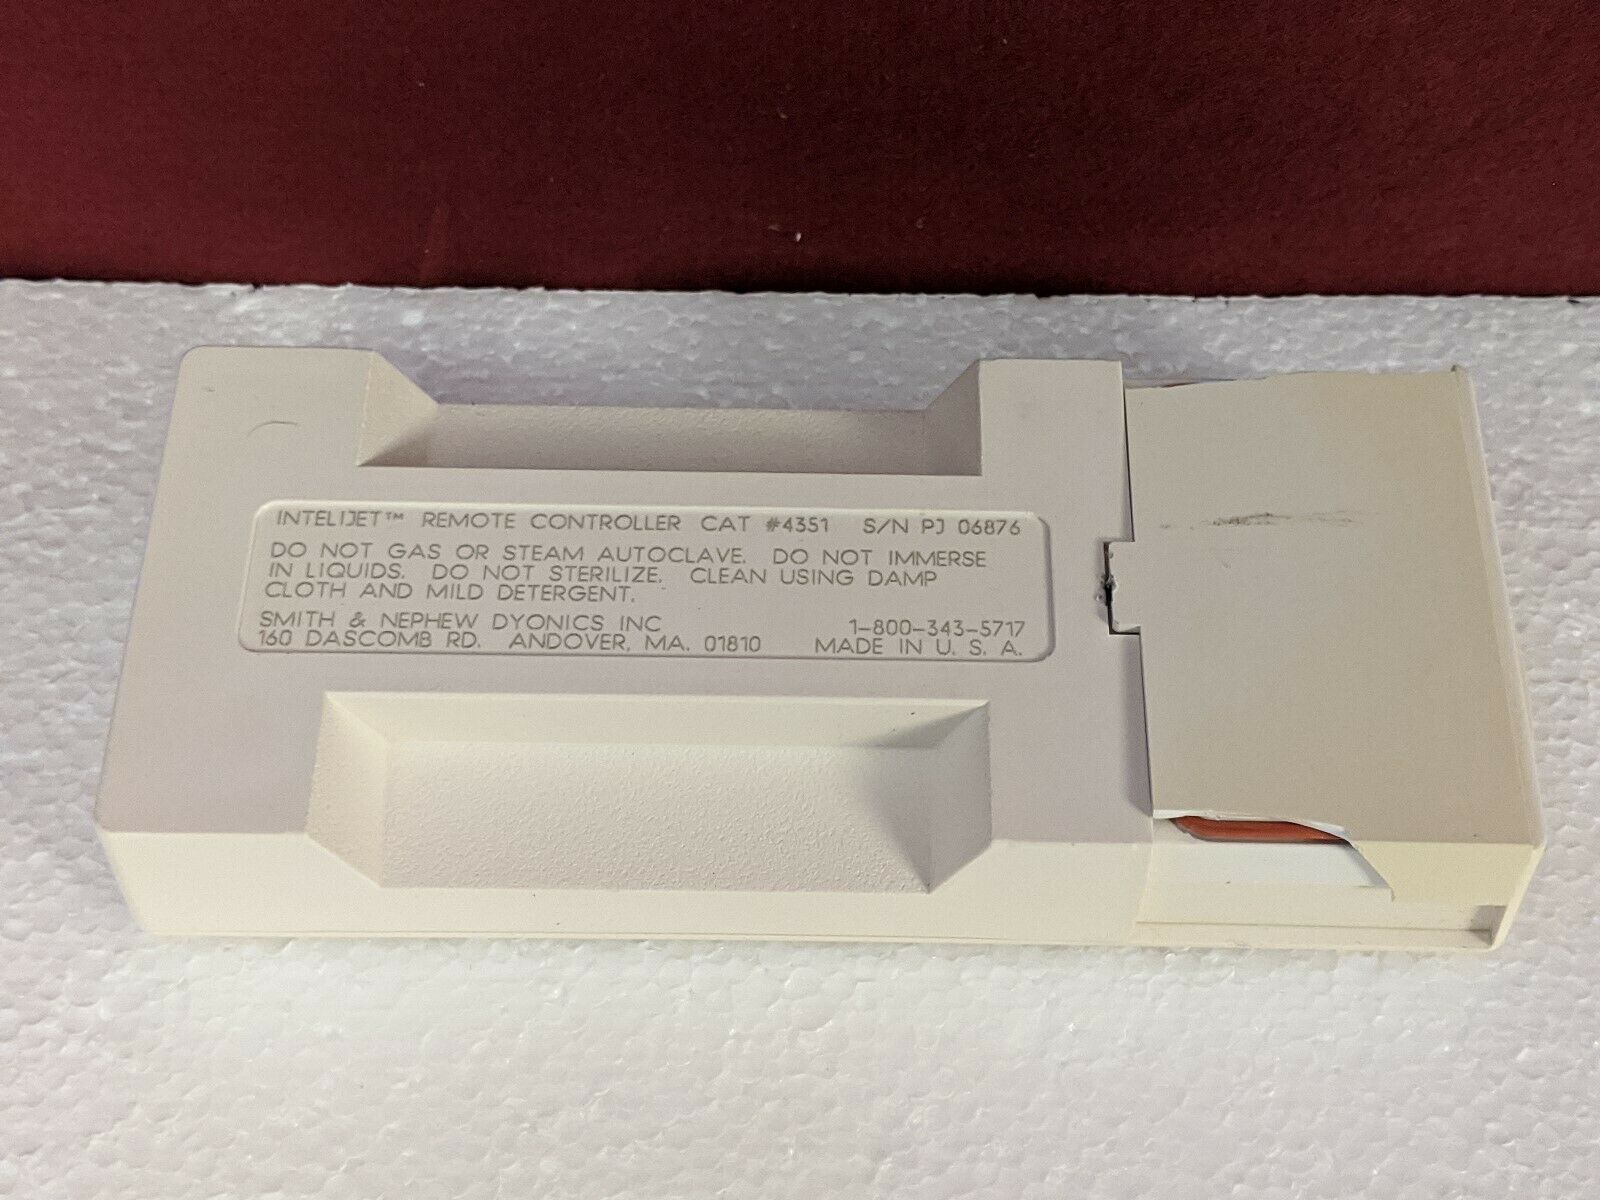 INTELIJET™ REMOTE CONTROLLER CAT #4351 S/N PJ 06876
DO NOT GAS OR STEAM AUTOCLAVE. DO NOT IMMERSE
IN LIQUIDS. DO NOT STERILIZE. CLEAN USING DAMP
CLOTH AND MILD DETERGENT.
SMITH & NEPHEW DYONICS INC 1-800-343-5717
160 DASCOMB RD. ANDOVER, MA. 01810 MADE IN U. S. A.